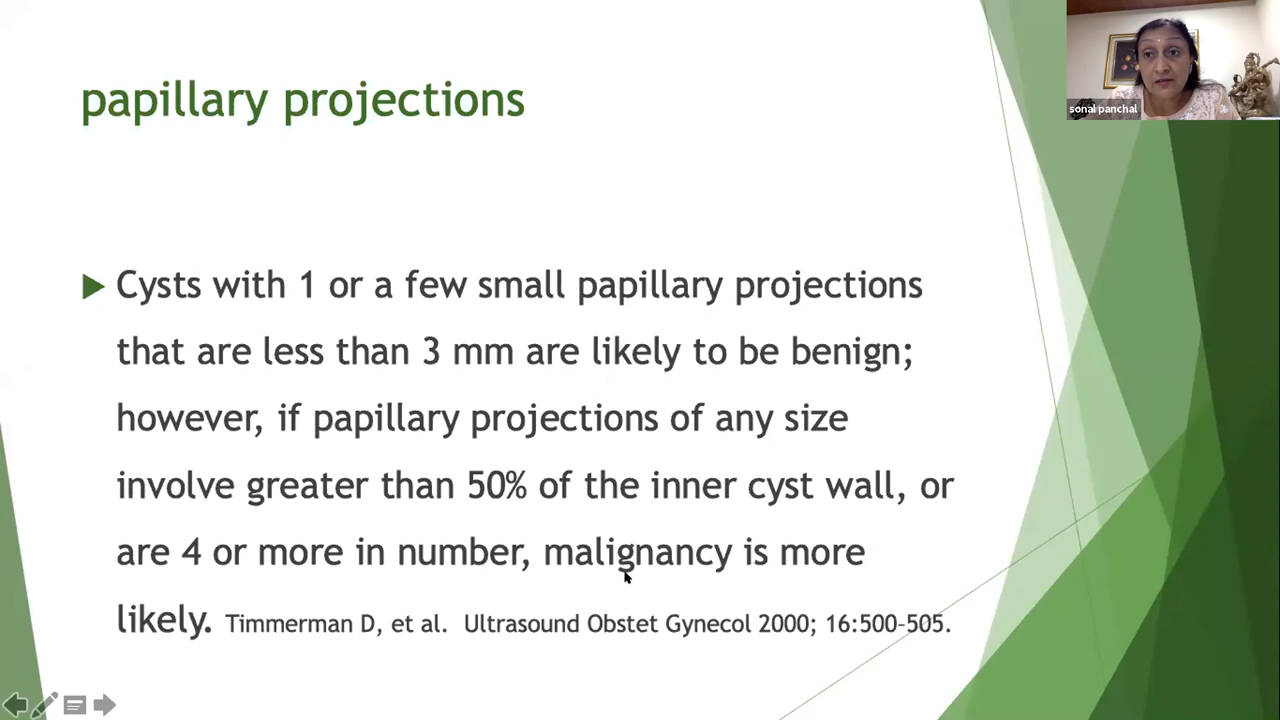 papillary projections
sonal panchal
Cysts with 1 or a few small papillary projections
that are less than 3 mm are likely to be benign;
however, if papillary projections of any size
involve greater than 50% of the inner cyst wall, or
are 4 or more in number, malignancy is more
likely. Timmerman D, et al. Ultrasound Obstet Gynecol 2000; 16:500-505.